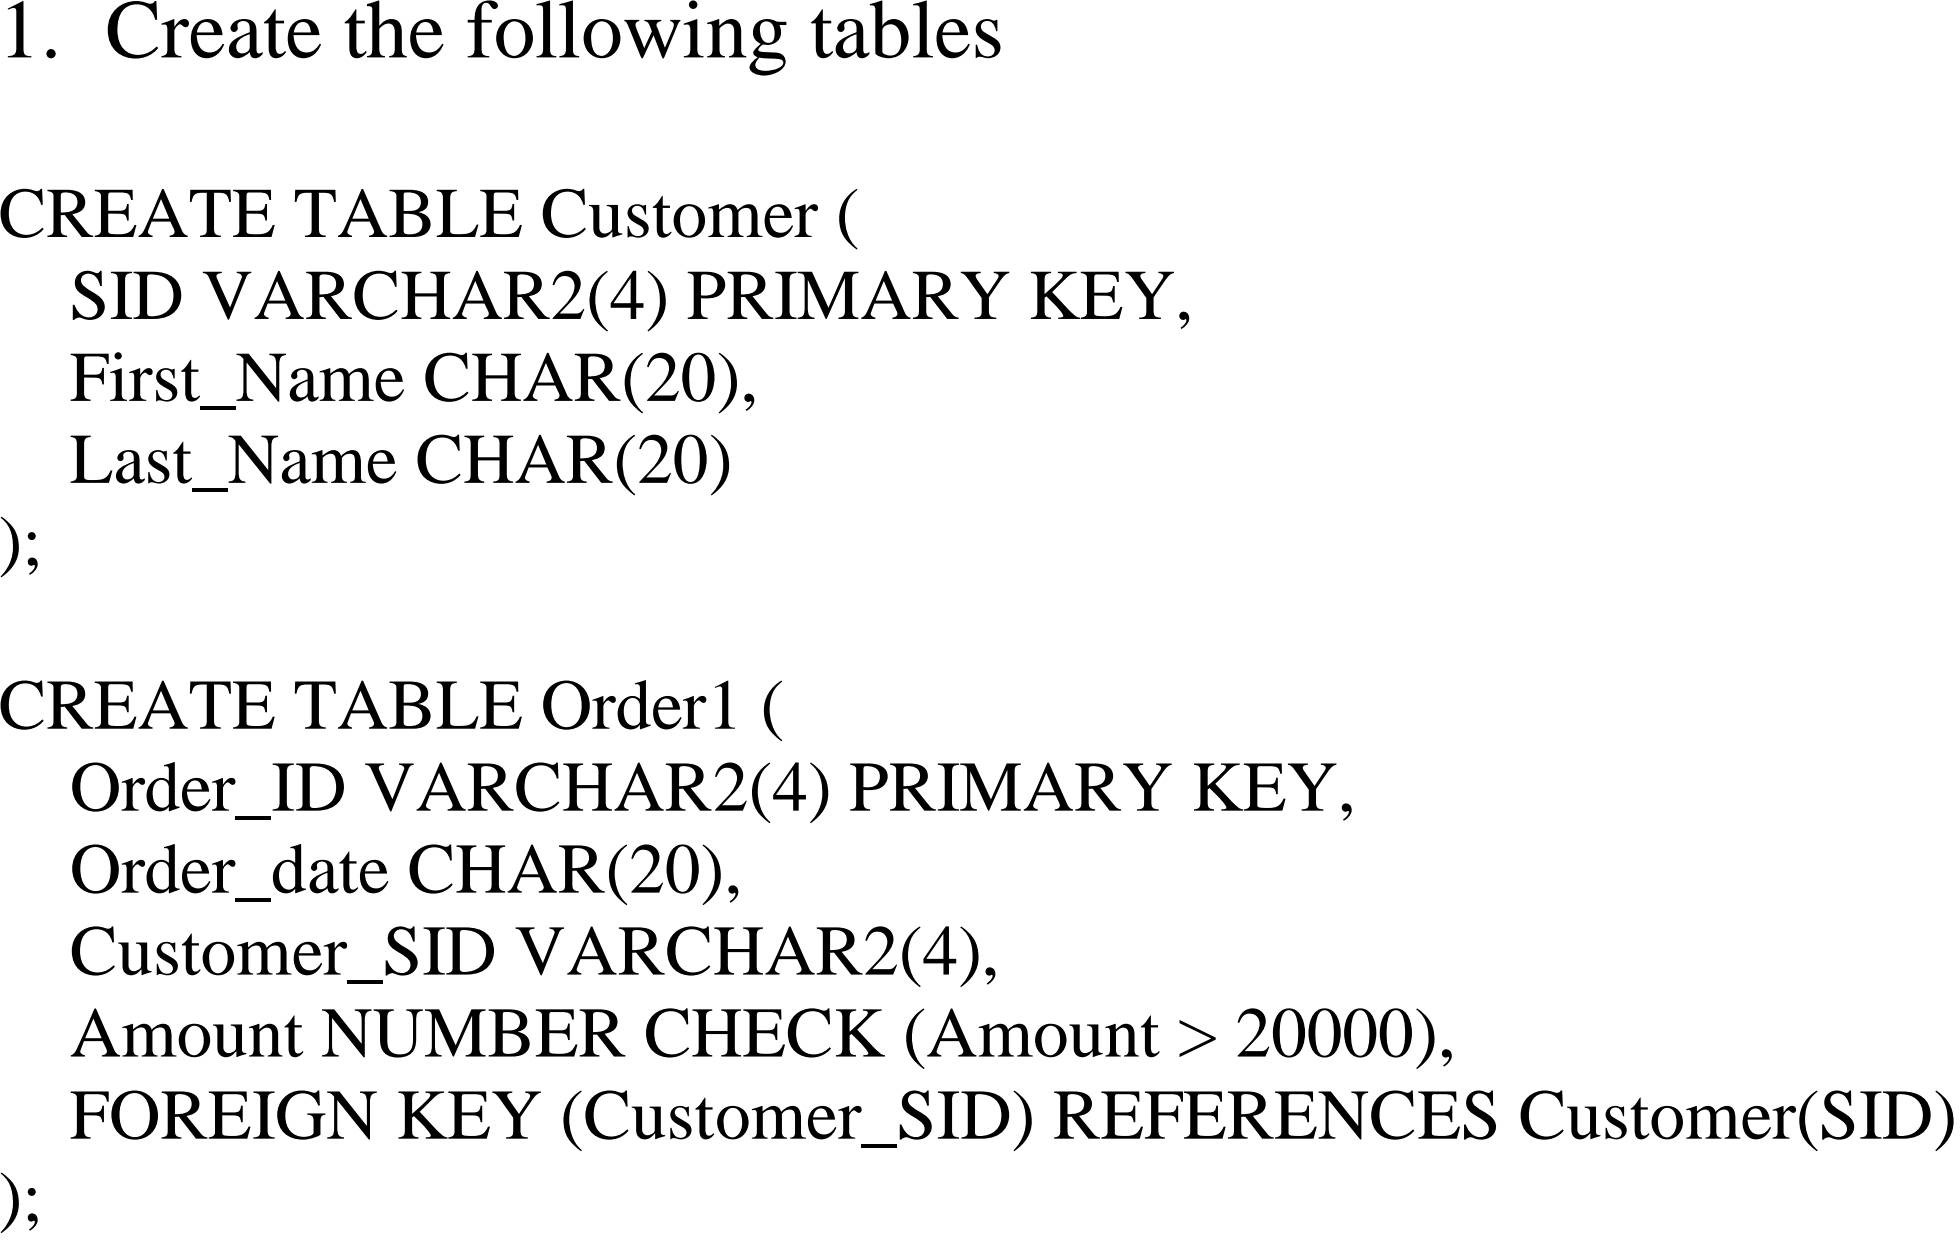 1. Create the following tables
CREATE TABLE Customer (
SID VARCHAR2(4) PRIMARY KEY,
First_Name CHAR(20),
Last_Name CHAR(20)
);
CREATE TABLE Order1 (
Order_ID VARCHAR2(4) PRIMARY KEY,
Order_date CHAR(20),
Customer_SID VARCHAR2(4),
Amount NUMBER CHECK (Amount > 20000),
FOREIGN KEY (Customer_SID) REFERENCES Customer(SID)
);